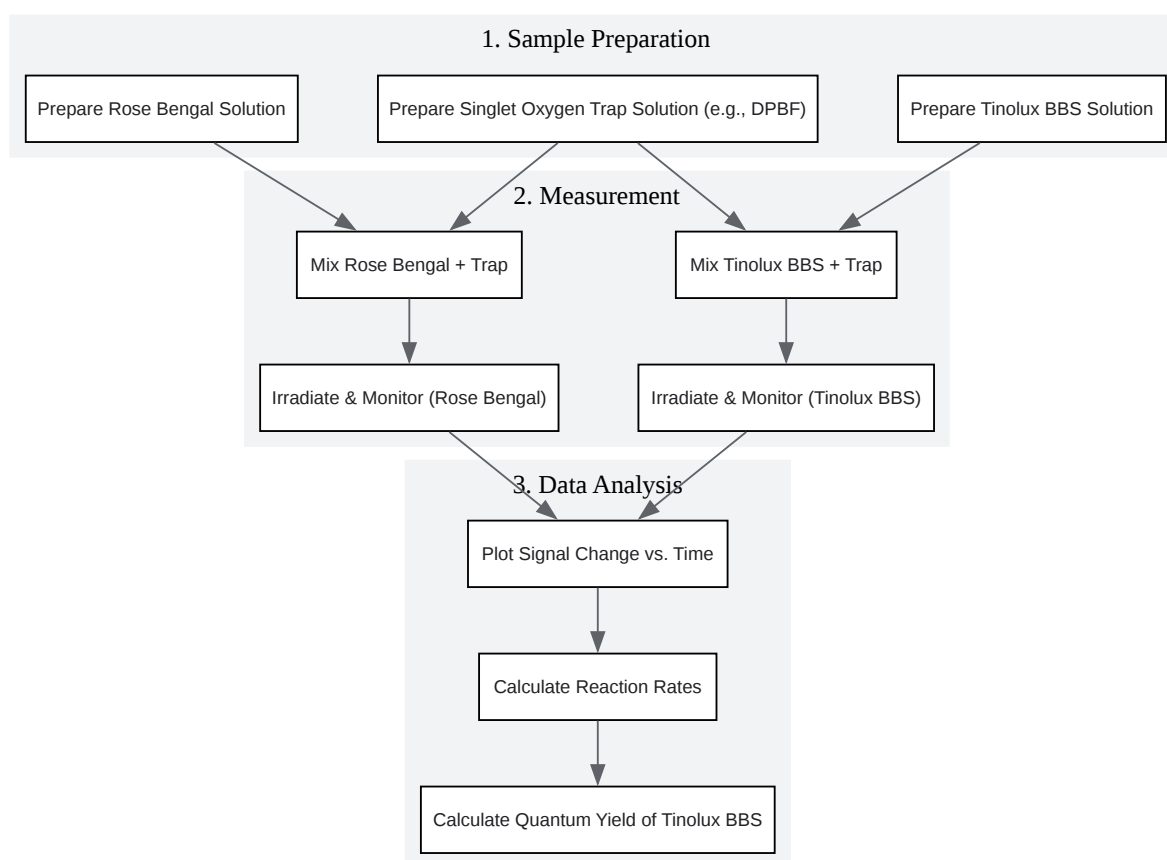 1. Sample Preparation
Prepare Rose Bengal Solution
Prepare Singlet Oxygen Trap Solution (e.g., DPBF)
Prepare Tinolux BBS Solution
2. Measurement
Mix Rose Bengal + Trap
Mix Tinolux BBS + Trap
Irradiate & Monitor (Rose Bengal)
Irradiate & Monitor (Tinolux BBS)
3. Data Analysis
Plot Signal Change vs. Time
Calculate Reaction Rates
Calculate Quantum Yield of Tinolux BBS